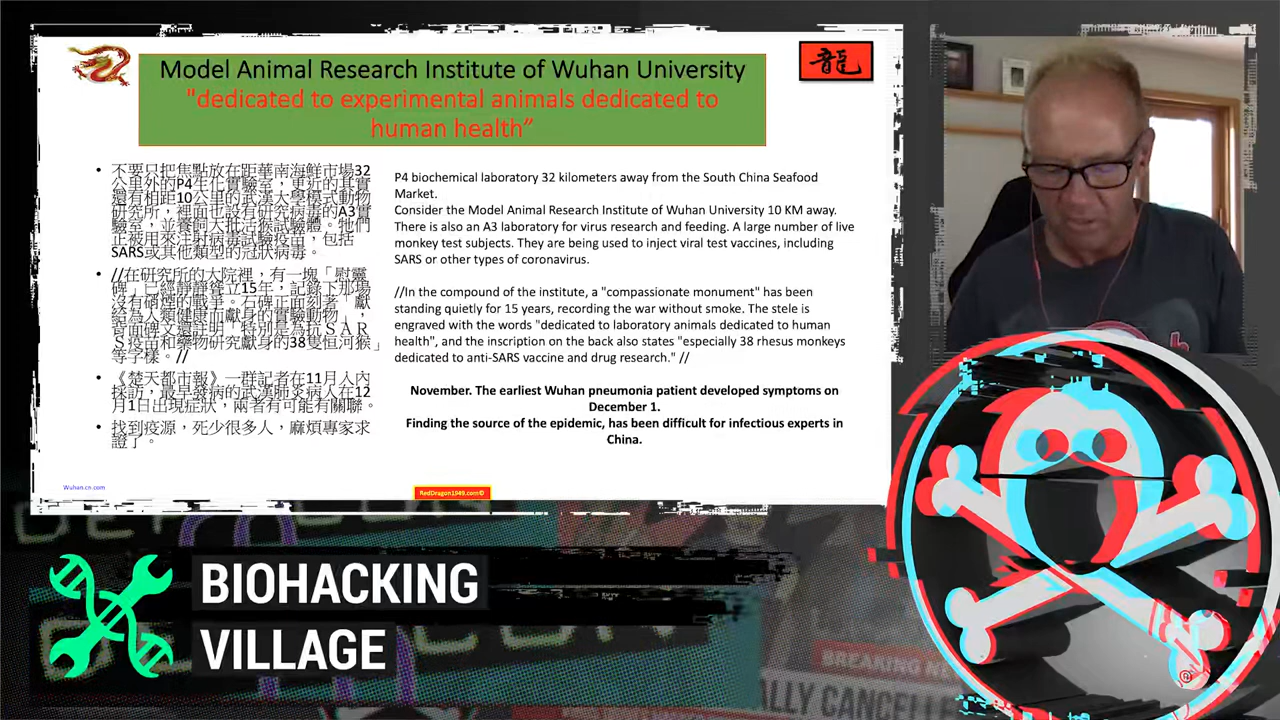 Model Animal Research Institute of Wuhan University
"dedicated to experimental animals dedicated to
human health”
龍
• 不要只把焦點放在距華南海鮮市場32
公里外的P4生化實驗室，更近的其實
還有相距10公里的武漢大學模式動物
研究所，裡面也設有研究病毒的A3實
驗室，並養有大批活猴試驗體。牠們
正被用來注射病毒試驗疫苗，包括
SARS或其他類型的冠狀病毒。
• //在研究所的大院裡，有一塊「慰靈
碑」已經靜靜佇立15年，記錄了那場
沒有硝煙的戰爭。石碑正面刻著「獻
給為人類健康而獻身的實驗動物」，
背面碑文還註明「特別是為抗ＳＡＲ
Ｓ疫苗和藥物研究獻身的38隻恒河猴」
等字樣。//
• 《楚天都市報》一群記者在11月入內
採訪，最早發病的武漢肺炎病人在12
月1日出現症狀，兩者有可能有關聯。
• 找到疫源，死少很多人，麻煩專家求
證了。
P4 biochemical laboratory 32 kilometers away from the South China Seafood
Market.
Consider the Model Animal Research Institute of Wuhan University 10 KM away.
There is also an A3 laboratory for virus research and feeding. A large number of live
monkey test subjects. They are being used to inject viral test vaccines, including
SARS or other types of coronavirus.
//In the compound of the institute, a "compassionate monument" has been
standing quietly for 15 years, recording the war without smoke. The stele is
engraved with the words "dedicated to laboratory animals dedicated to human
health", and the inscription on the back also states "especially 38 rhesus monkeys
dedicated to anti-SARS vaccine and drug research." //
November. The earliest Wuhan pneumonia patient developed symptoms on
December 1.
Finding the source of the epidemic, has been difficult for infectious experts in
China.
Wuhan.cn.com
RedDragon1949.com©
BIOHACKING
VILLAGE
BREAKING NE
ALLY CANCELLE